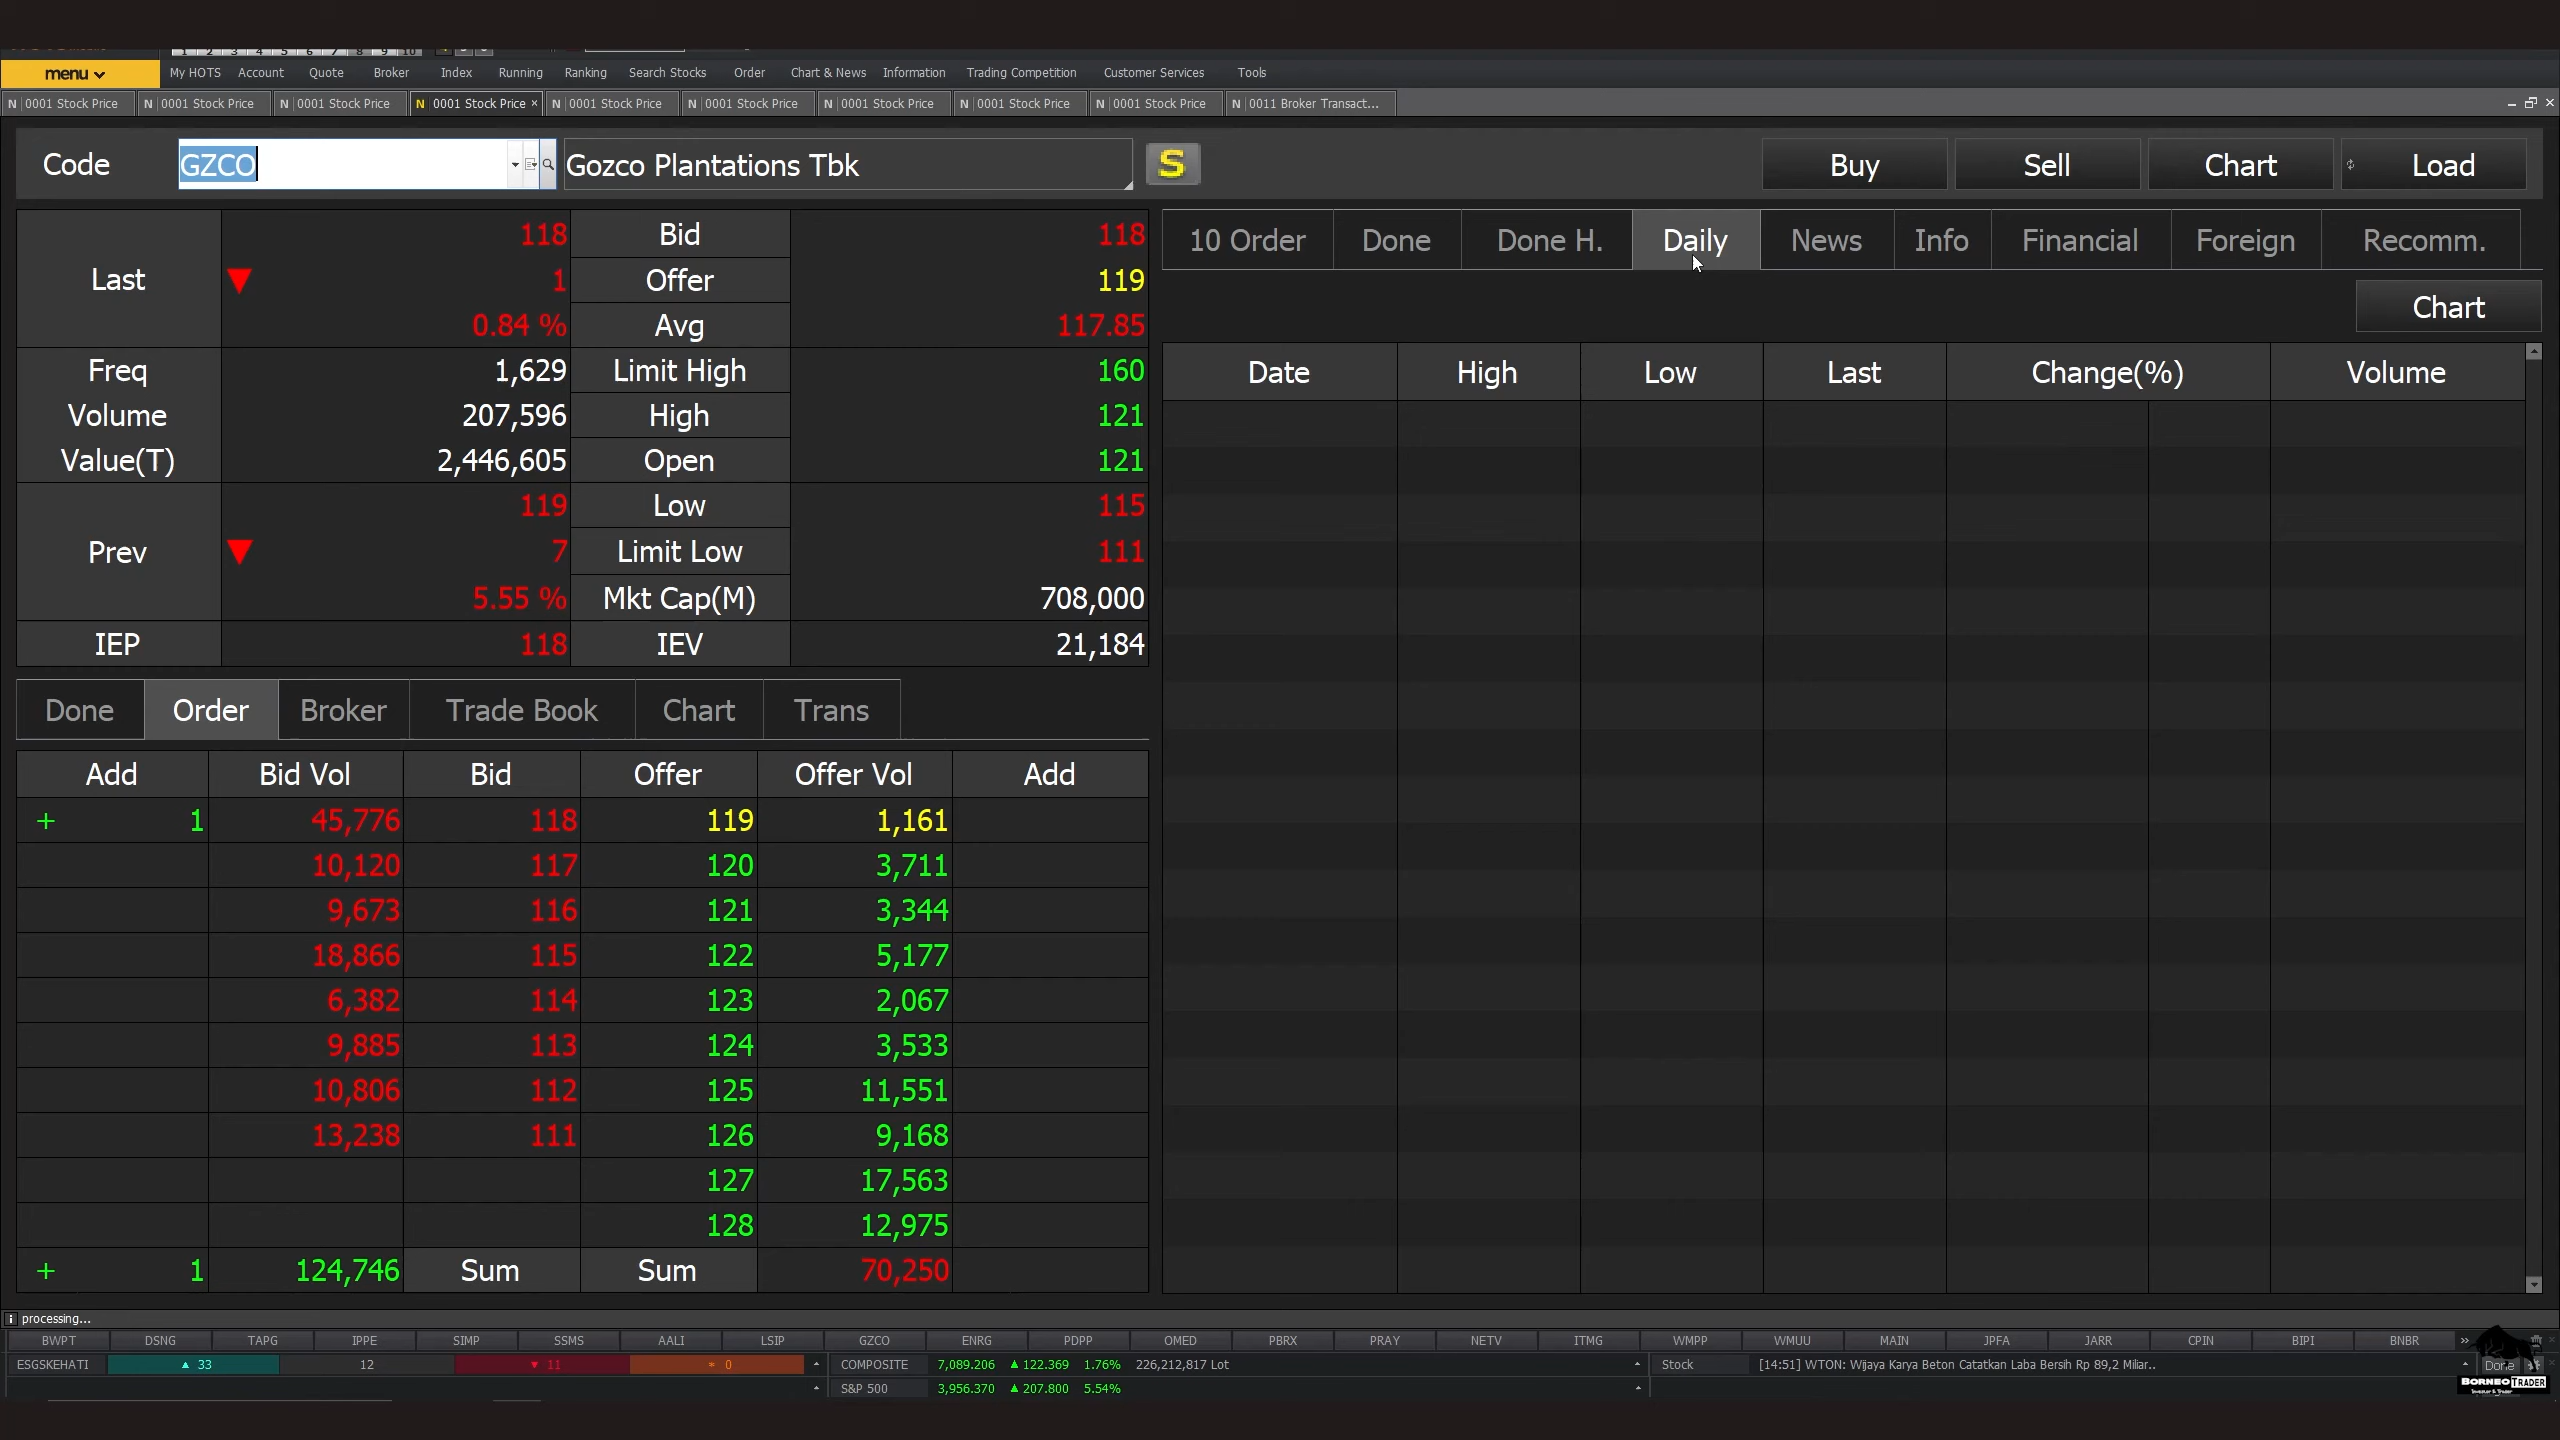 1 2 3 4 5 6 7 8 9 10
menu My HOTS Account Quote Broker Index Running Ranking Search Stocks Order Chart & News Information Trading Competition Customer Services Tools
N 0001 Stock Price N 0001 Stock Price N 0001 Stock Price N 0001 Stock Price × N 0001 Stock Price N 0001 Stock Price N 0001 Stock Price N 0001 Stock Price N 0001 Stock Price N 0011 Broker Transact...
Code GZCO Gozco Plantations Tbk S Buy Sell Chart Load
Last ▼ 118 Bid 118
1 Offer 119
0.84 % Avg 117.85
Freq 1,629 Limit High 160
Volume 207,596 High 121
Value(T) 2,446,605 Open 121
Prev ▼ 119 Low 115
7 Limit Low 111
5.55 % Mkt Cap(M) 708,000
IEP 118 IEV 21,184
10 Order Done Done H. Daily News Info Financial Foreign Recomm.
Chart
Date High Low Last Change(%) Volume
Done Order Broker Trade Book Chart Trans
Add Bid Vol Bid Offer Offer Vol Add
+ 1 45,776 118 119 1,161
10,120 117 120 3,711
9,673 116 121 3,344
18,866 115 122 5,177
6,382 114 123 2,067
9,885 113 124 3,533
10,806 112 125 11,551
13,238 111 126 9,168
127 17,563
128 12,975
+ 1 124,746 Sum Sum 70,250
i processing...
BWPT DSNG TAPG IPPE SIMP SSMS AALI LSIP GZCO ENRG PDPP OMED PBRX PRAY NETV ITMG WMPP WMUU MAIN JPFA JARR CPIN BIPI BNBR »
ESGSKEHATI ▲ 33 12 ▼ 11 * 0 COMPOSITE 7,089.206 ▲ 122.369 1.76% 226,212,817 Lot Stock [14:51] WTON: Wijaya Karya Beton Catatkan Laba Bersih Rp 89,2 Miliar.. Done
S&P 500 3,956.370 ▲ 207.800 5.54%
BORNEO TRADER